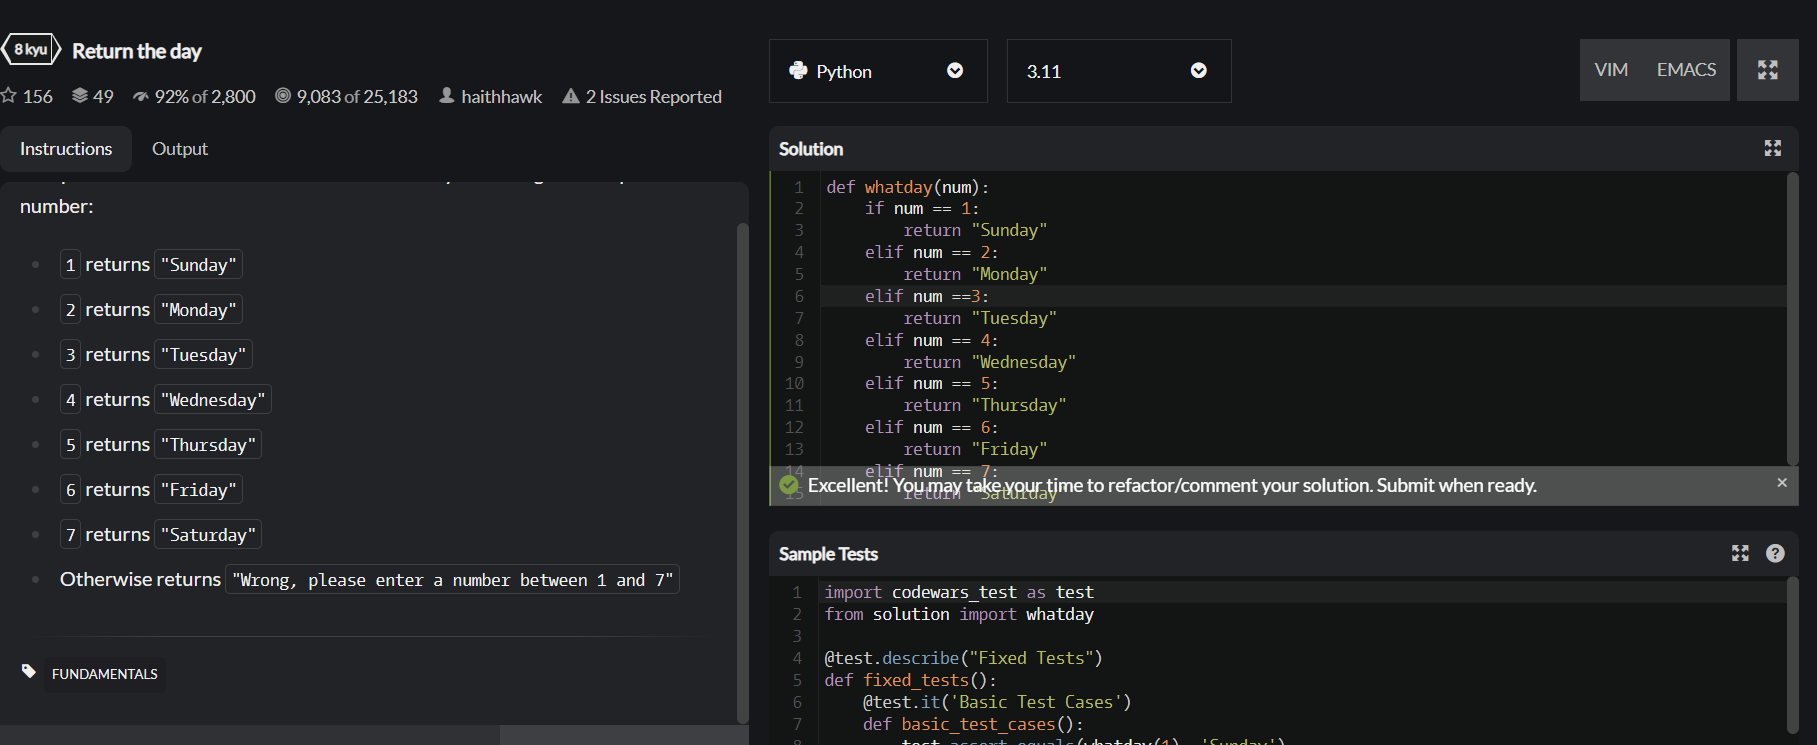 8 kyu Return the day
156 49 92% of 2,800 9,083 of 25,183 haithhawk 2 Issues Reported
Instructions Output
number:
1 returns "Sunday"
2 returns "Monday"
3 returns "Tuesday"
4 returns "Wednesday"
5 returns "Thursday"
6 returns "Friday"
7 returns "Saturday"
Otherwise returns "Wrong, please enter a number between 1 and 7"
FUNDAMENTALS
Python 3.11 VIM EMACS
Solution
1 def whatday(num):
2 if num == 1:
3 return "Sunday"
4 elif num == 2:
5 return "Monday"
6 elif num ==3:
7 return "Tuesday"
8 elif num == 4:
9 return "Wednesday"
10 elif num == 5:
11 return "Thursday"
12 elif num == 6:
13 return "Friday"
14 elif num == 7:
15 return "Saturday
Excellent! You may take your time to refactor/comment your solution. Submit when ready. ×
Sample Tests ?
1 import codewars_test as test
2 from solution import whatday
3
4 @test.describe("Fixed Tests")
5 def fixed_tests():
6 @test.it('Basic Test Cases')
7 def basic_test_cases():
8 test.assert_equals(whatday(1), 'Sunday')